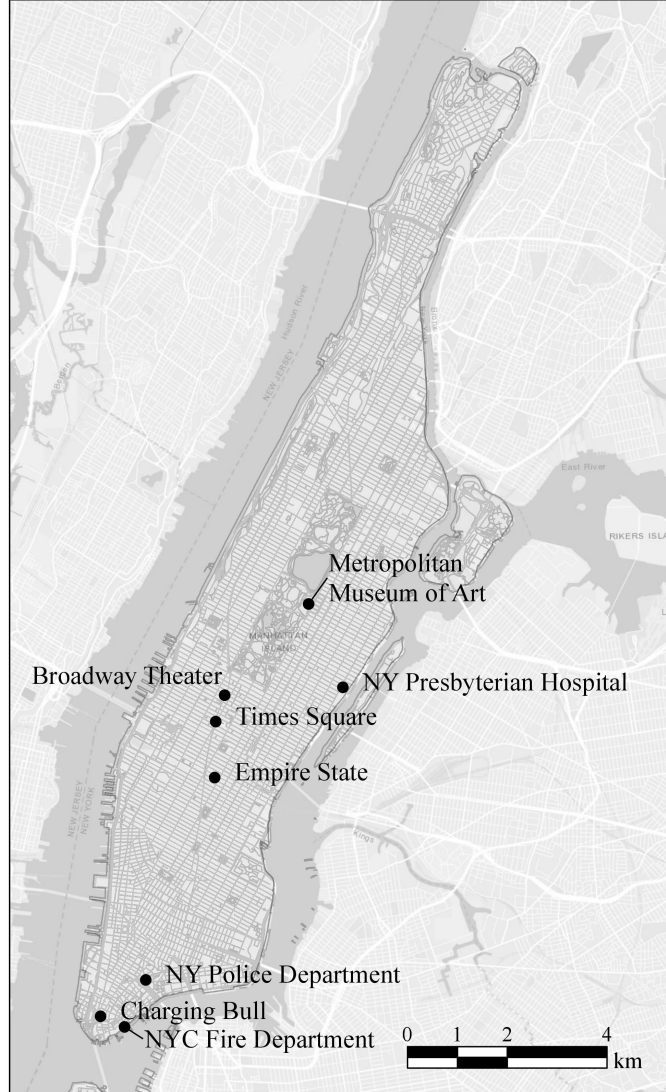 Hudson River
NEW JERSEY
East River
RIKERS ISLA
Metropolitan
Museum of Art
MANHATTAN
ISLAND
Broadway Theater
NY Presbyterian Hospital
Times Square
Empire State
NEW JERSEY
NEW YORK
Kings
NY Police Department
Charging Bull
NYC Fire Department
0 1 2 4
km